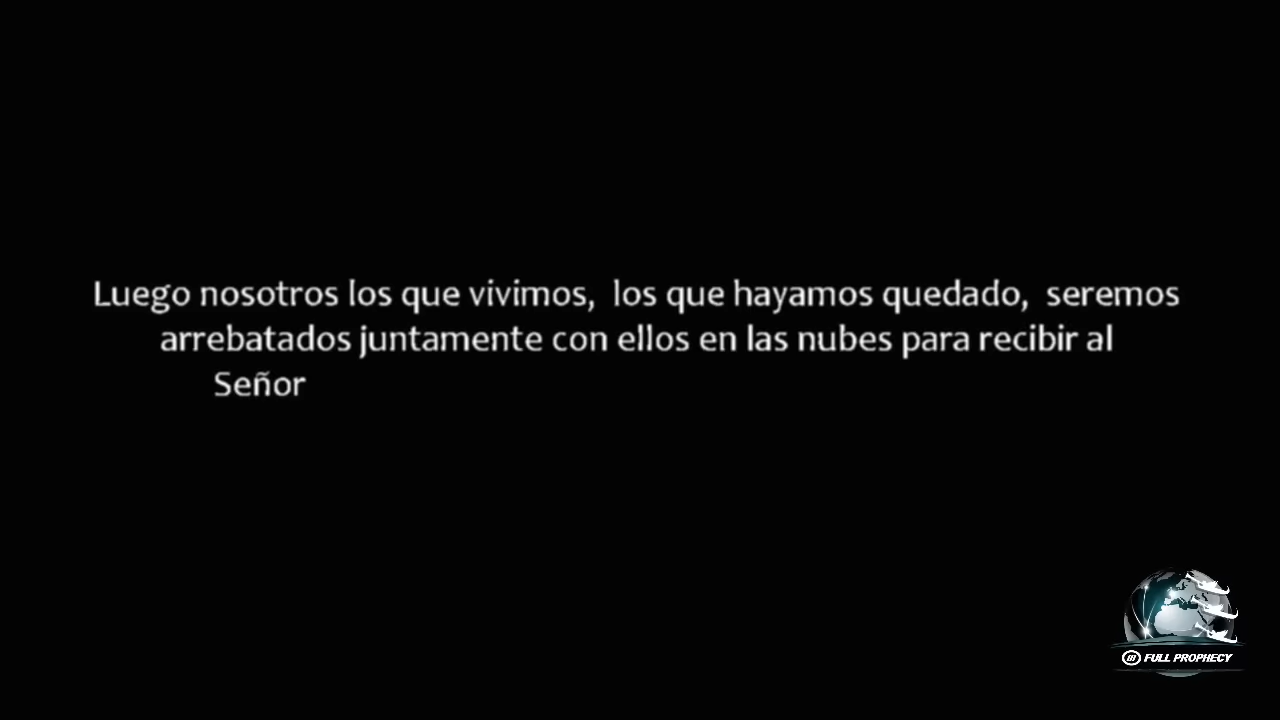 Luego nosotros los que vivimos, los que hayamos quedado, seremos
arrebatados juntamente con ellos en las nubes para recibir al
Señor
FULL PROPHECY